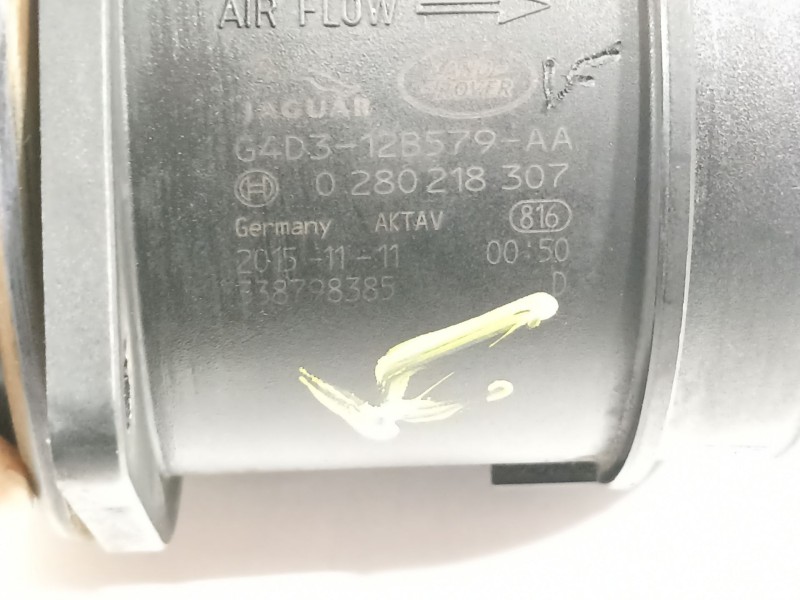 AIR FLOW
JAGUAR
LAND
ROVER
G4D3-12B579-AA
0 280 218 307
Germany AKTAV 816
2015-11-11 00:50
338798385 D